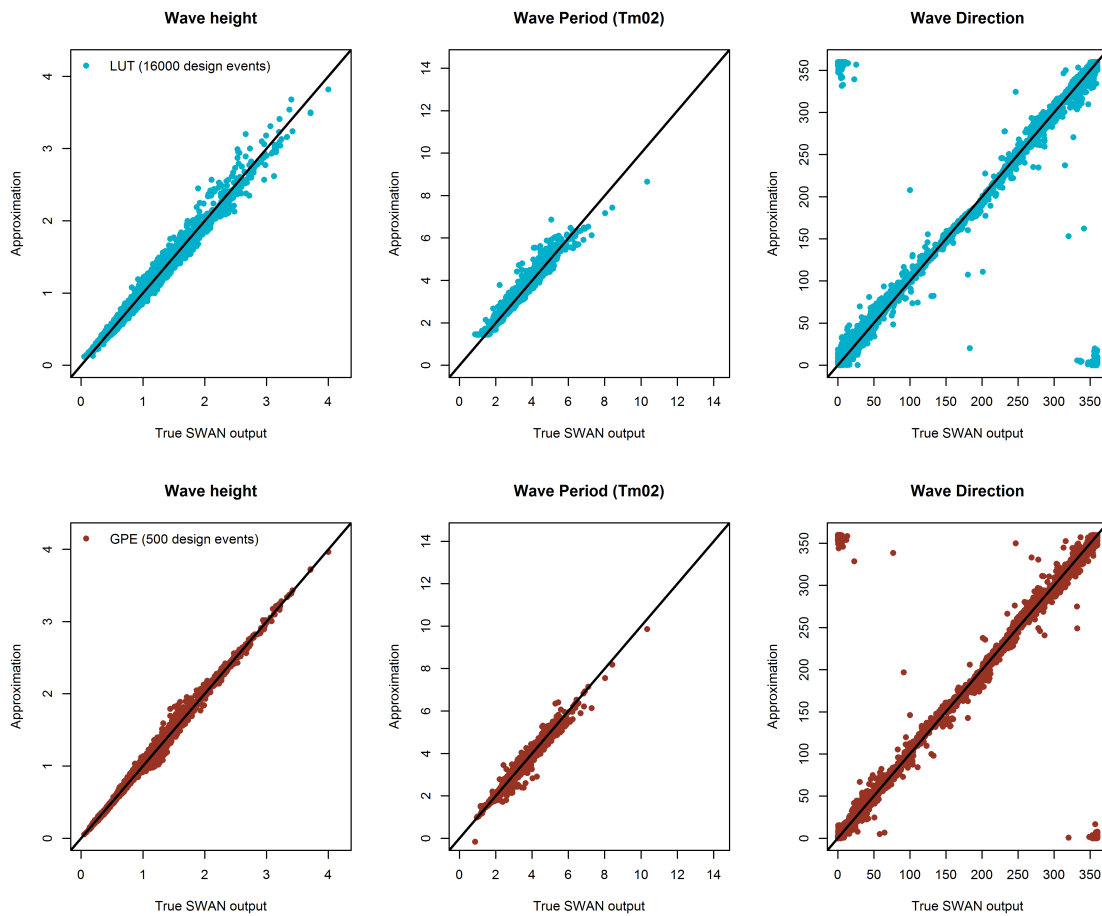 Wave height
Wave Period (Tm02)
Wave Direction
LUT (16000 design events)
Approximation
0 1 2 3 4
0 1 2 3 4
True SWAN output
Approximation
0 2 4 6 8 10 12 14
0 2 4 6 8 10 12 14
True SWAN output
Approximation
0 50 100 150 200 250 300 350
0 50 100 150 200 250 300 350
True SWAN output
Wave height
Wave Period (Tm02)
Wave Direction
GPE (500 design events)
Approximation
0 1 2 3 4
0 1 2 3 4
True SWAN output
Approximation
0 2 4 6 8 10 12 14
0 2 4 6 8 10 12 14
True SWAN output
Approximation
0 50 100 150 200 250 300 350
0 50 100 150 200 250 300 350
True SWAN output